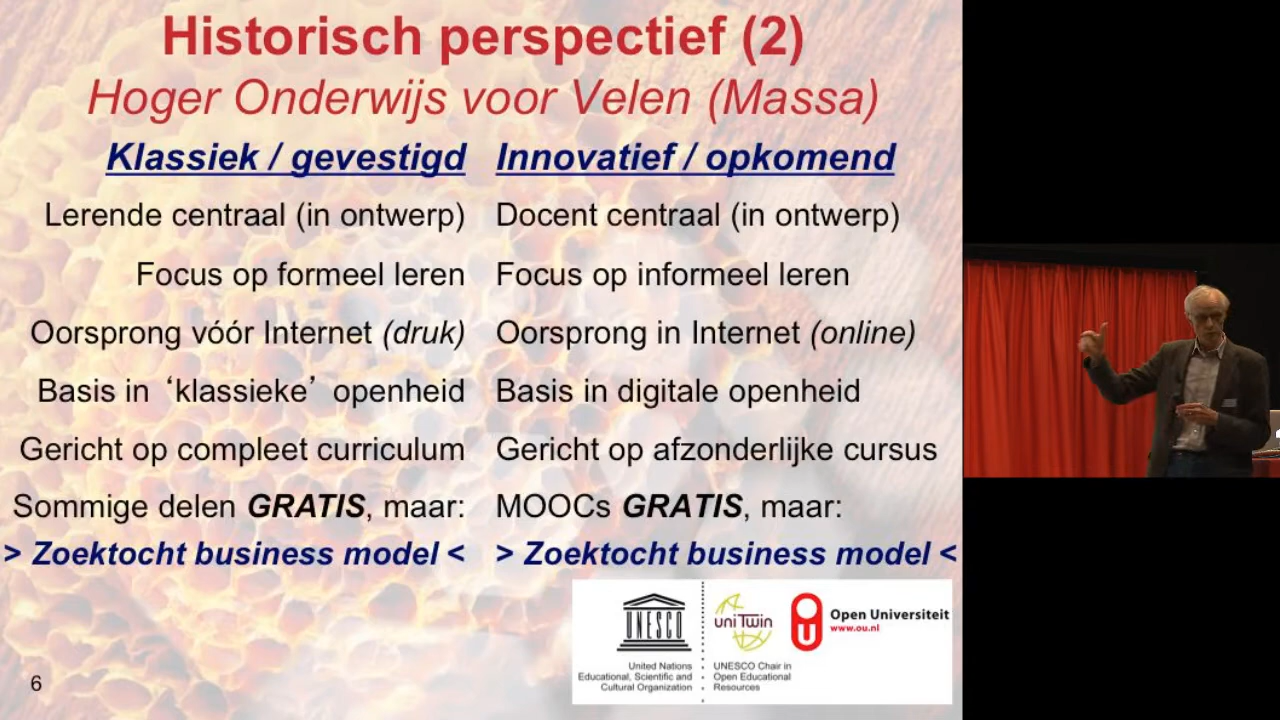 Historisch perspectief (2)
Hoger Onderwijs voor Velen (Massa)
Klassiek / gevestigd Innovatief / opkomend
Lerende centraal (in ontwerp) Docent centraal (in ontwerp)
Focus op formeel leren Focus op informeel leren
Oorsprong vóór Internet (druk) Oorsprong in Internet (online)
Basis in ‘klassieke’ openheid Basis in digitale openheid
Gericht op compleet curriculum Gericht op afzonderlijke cursus
Sommige delen GRATIS, maar: MOOCs GRATIS, maar:
> Zoektocht business model < > Zoektocht business model <
UNESCO
United Nations
Educational, Scientific and
Cultural Organization
uniTwin
UNESCO Chair in
Open Educational
Resources
OU
Open Universiteit
www.ou.nl
6